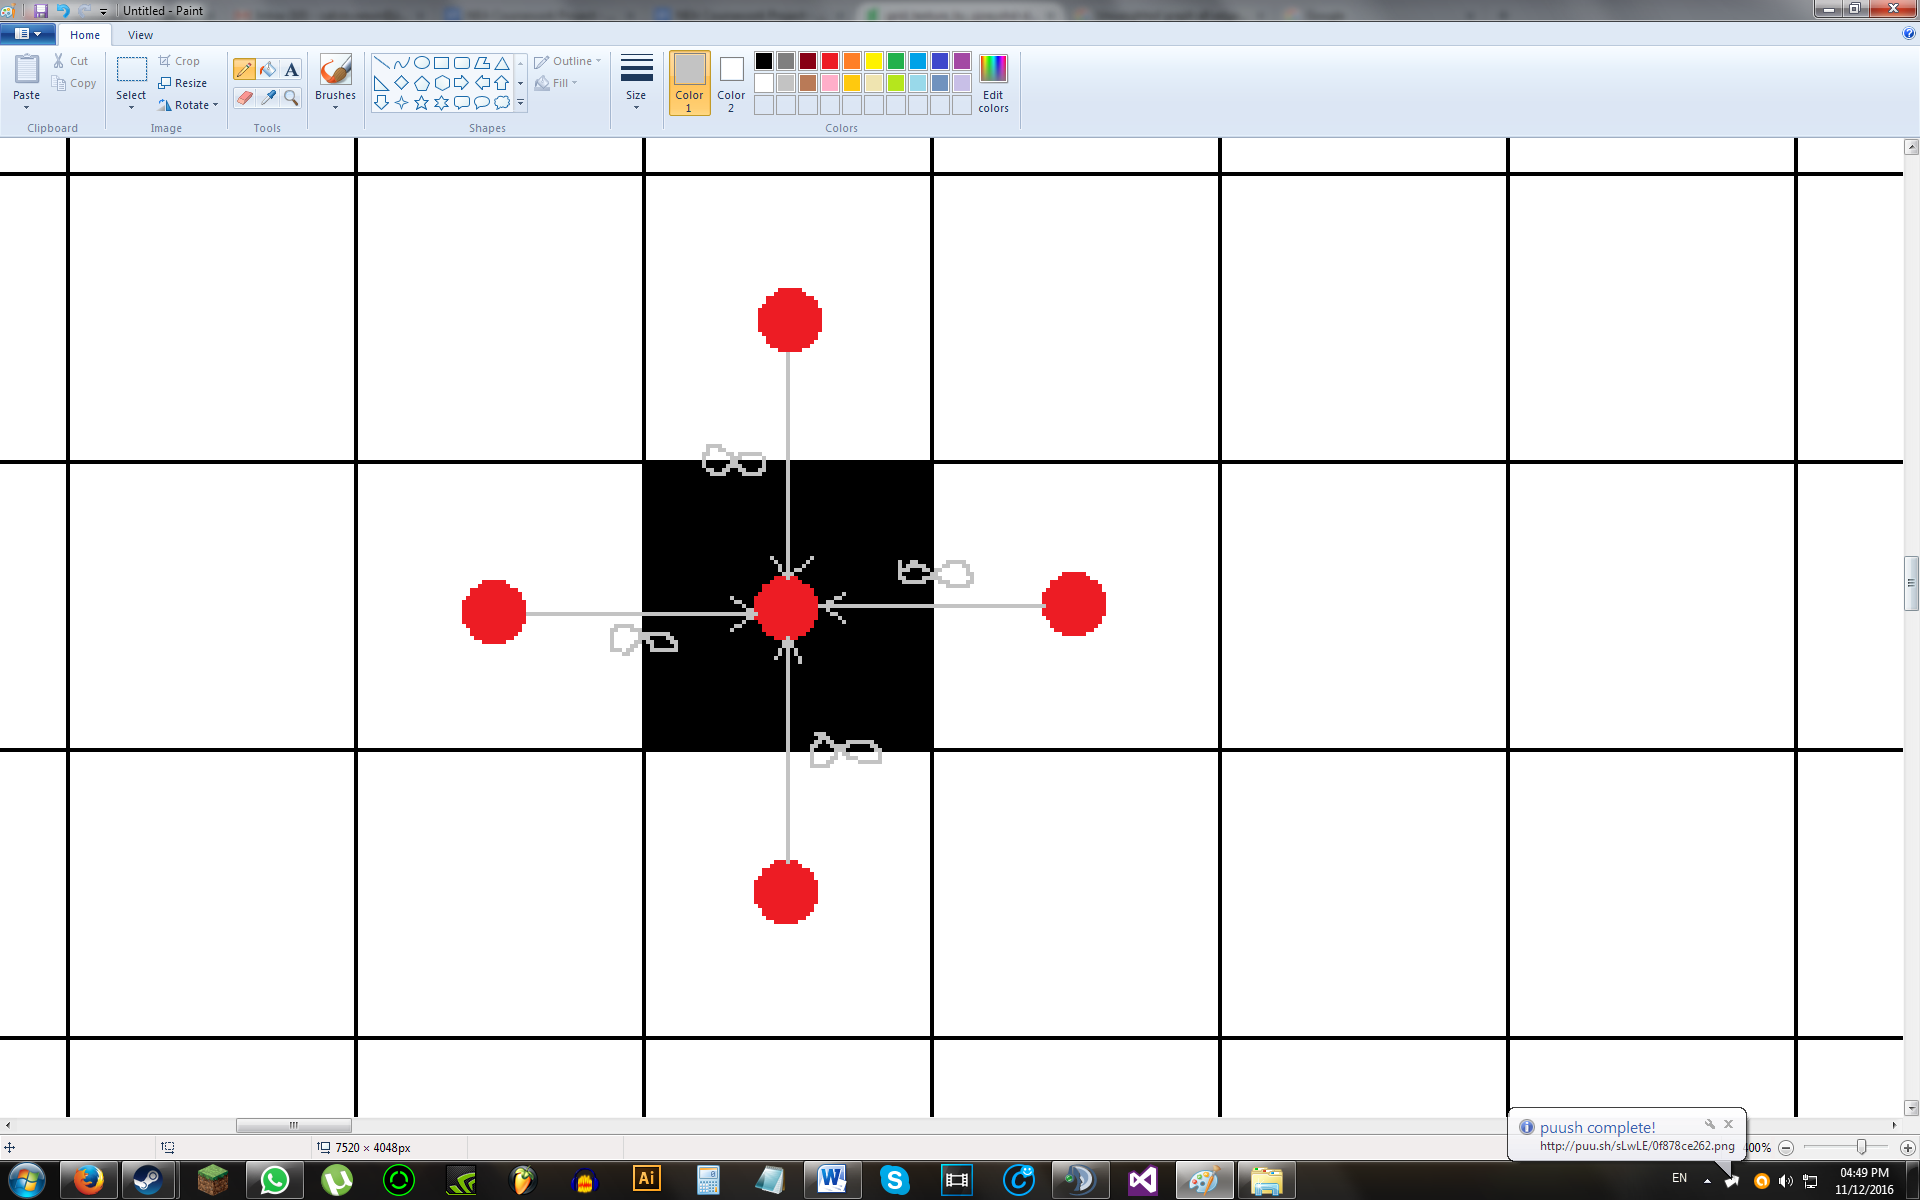 Untitled - Paint
Home View
Paste
Cut
Copy
Clipboard
Select
Crop
Resize
Rotate
Image
A
Tools
Brushes
Shapes
Outline
Fill
Size
Color 1
Color 2
Colors
Edit colors
∞
∞
∞
∞
7520 × 4048px
puush complete!
http://puu.sh/sLwLE/0f878ce262.png
00%
Ai
EN
04:49 PM
11/12/2016